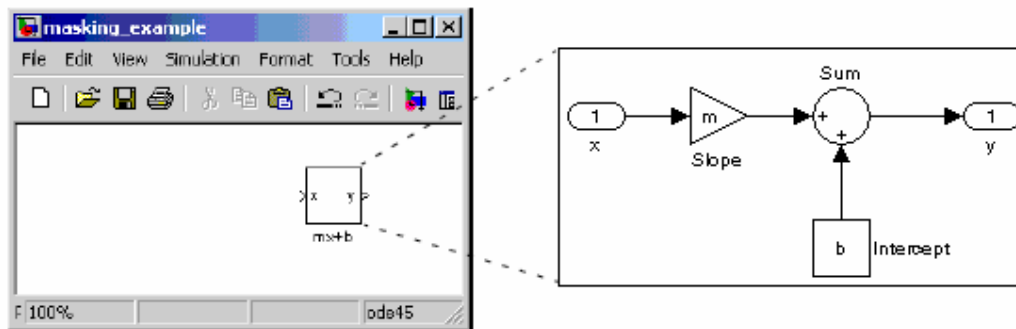 masking_example
File Edit View Simulation Format Tools Help
x y
mx+b
F 100% ode45
Sum
1 m + 1
x + y
Slope
b Intercept